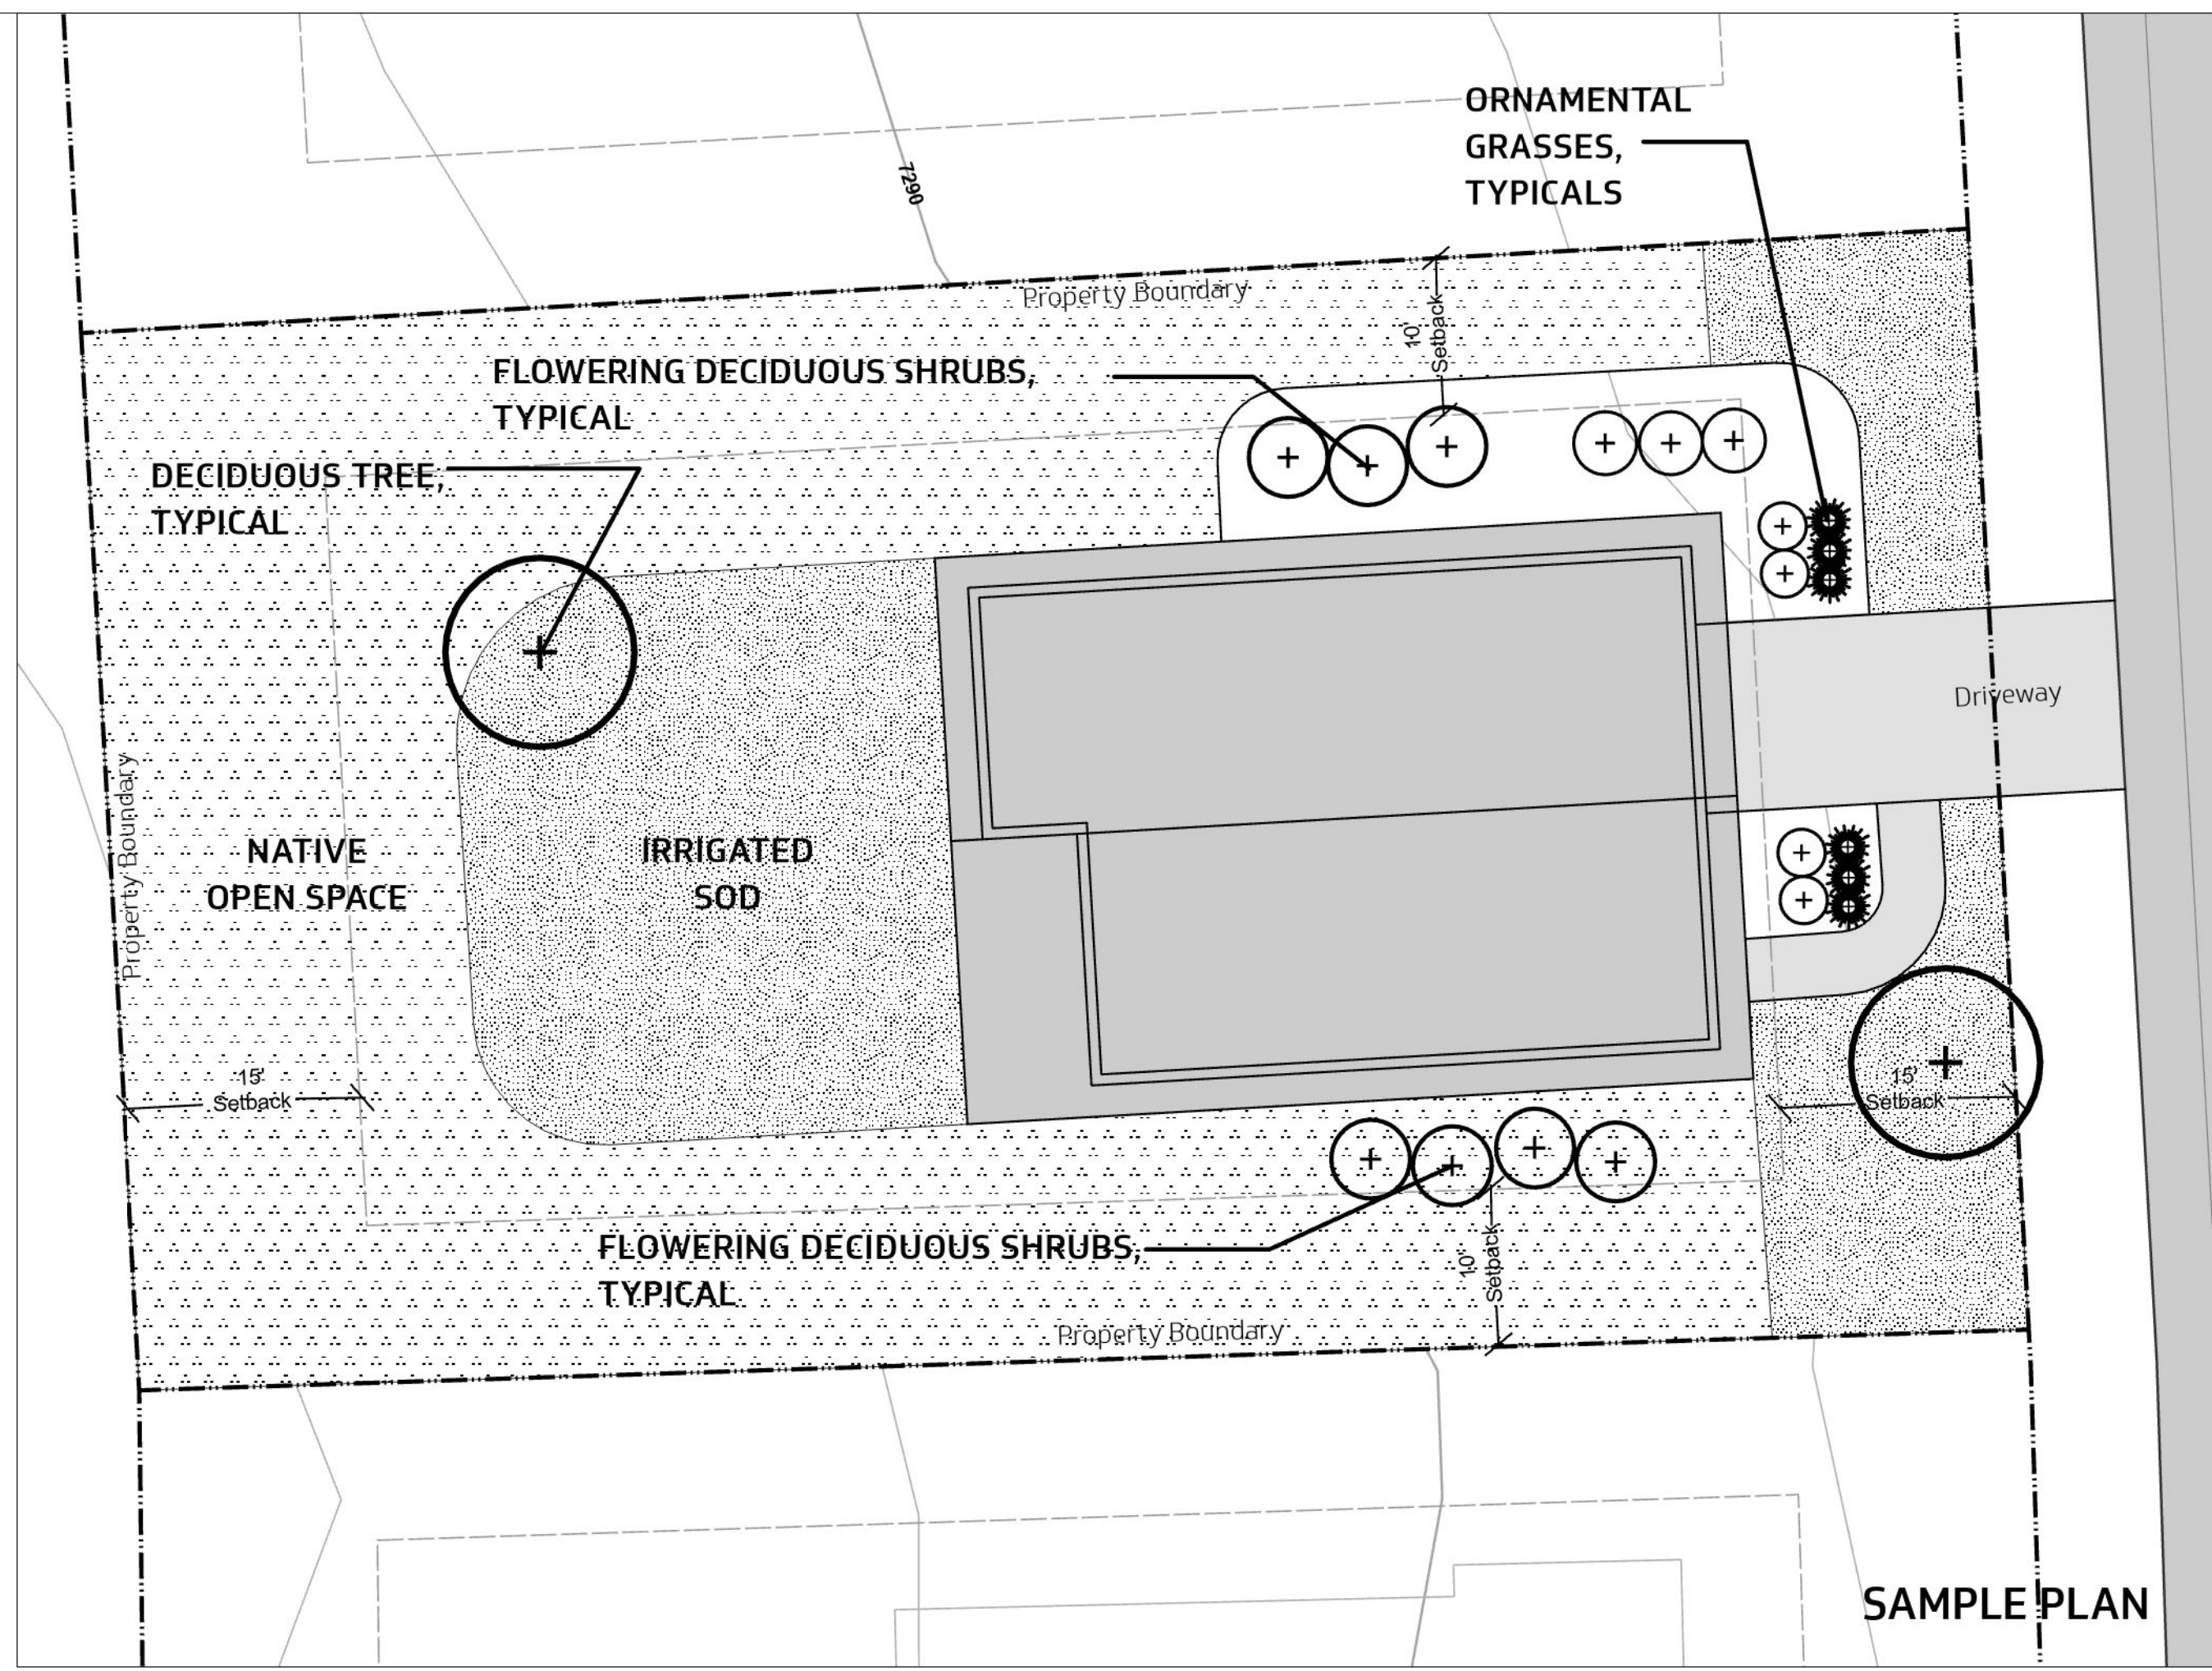 ORNAMENTAL
GRASSES,
TYPICALS
7290
Property Boundary
10'
Setback
FLOWERING DECIDUOUS SHRUBS,
TYPICAL
DECIDUOUS TREE,
TYPICAL
Driveway
Property Boundary
NATIVE
OPEN SPACE
IRRIGATED
SOD
15'
Setback
15'
Setback
FLOWERING DECIDUOUS SHRUBS,
TYPICAL
10'
Setback
Property Boundary
SAMPLE PLAN